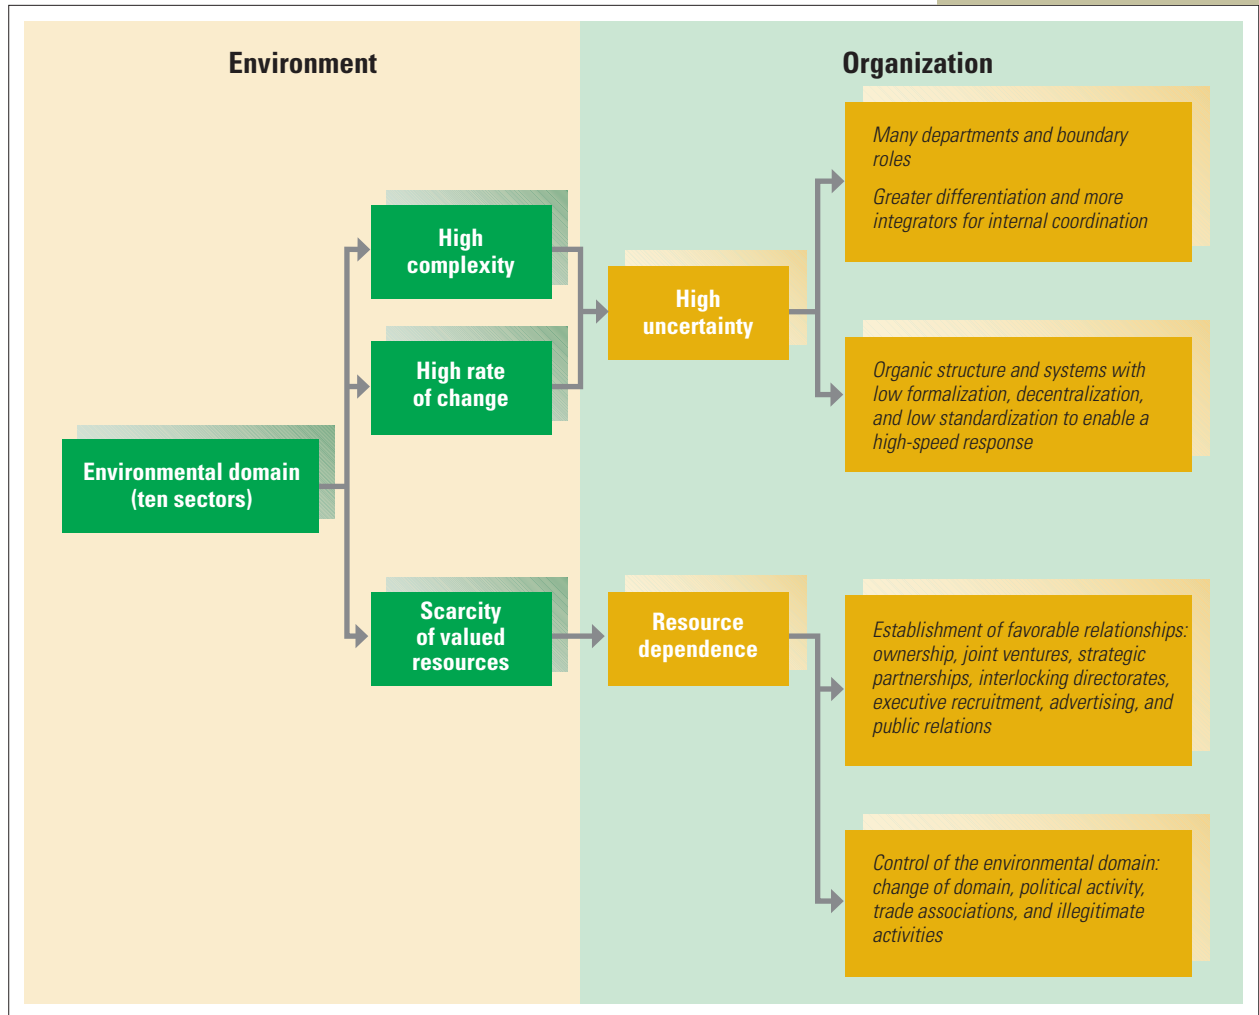 Environment
Organization
Many departments and boundary
roles
Greater differentiation and more
integrators for internal coordination
High
complexity
High
uncertainty
High rate
of change
Organic structure and systems with
low formalization, decentralization,
and low standardization to enable a
high-speed response
Environmental domain
(ten sectors)
Scarcity
of valued
resources
Resource
dependence
Establishment of favorable relationships:
ownership, joint ventures, strategic
partnerships, interlocking directorates,
executive recruitment, advertising, and
public relations
Control of the environmental domain:
change of domain, political activity,
trade associations, and illegitimate
activities